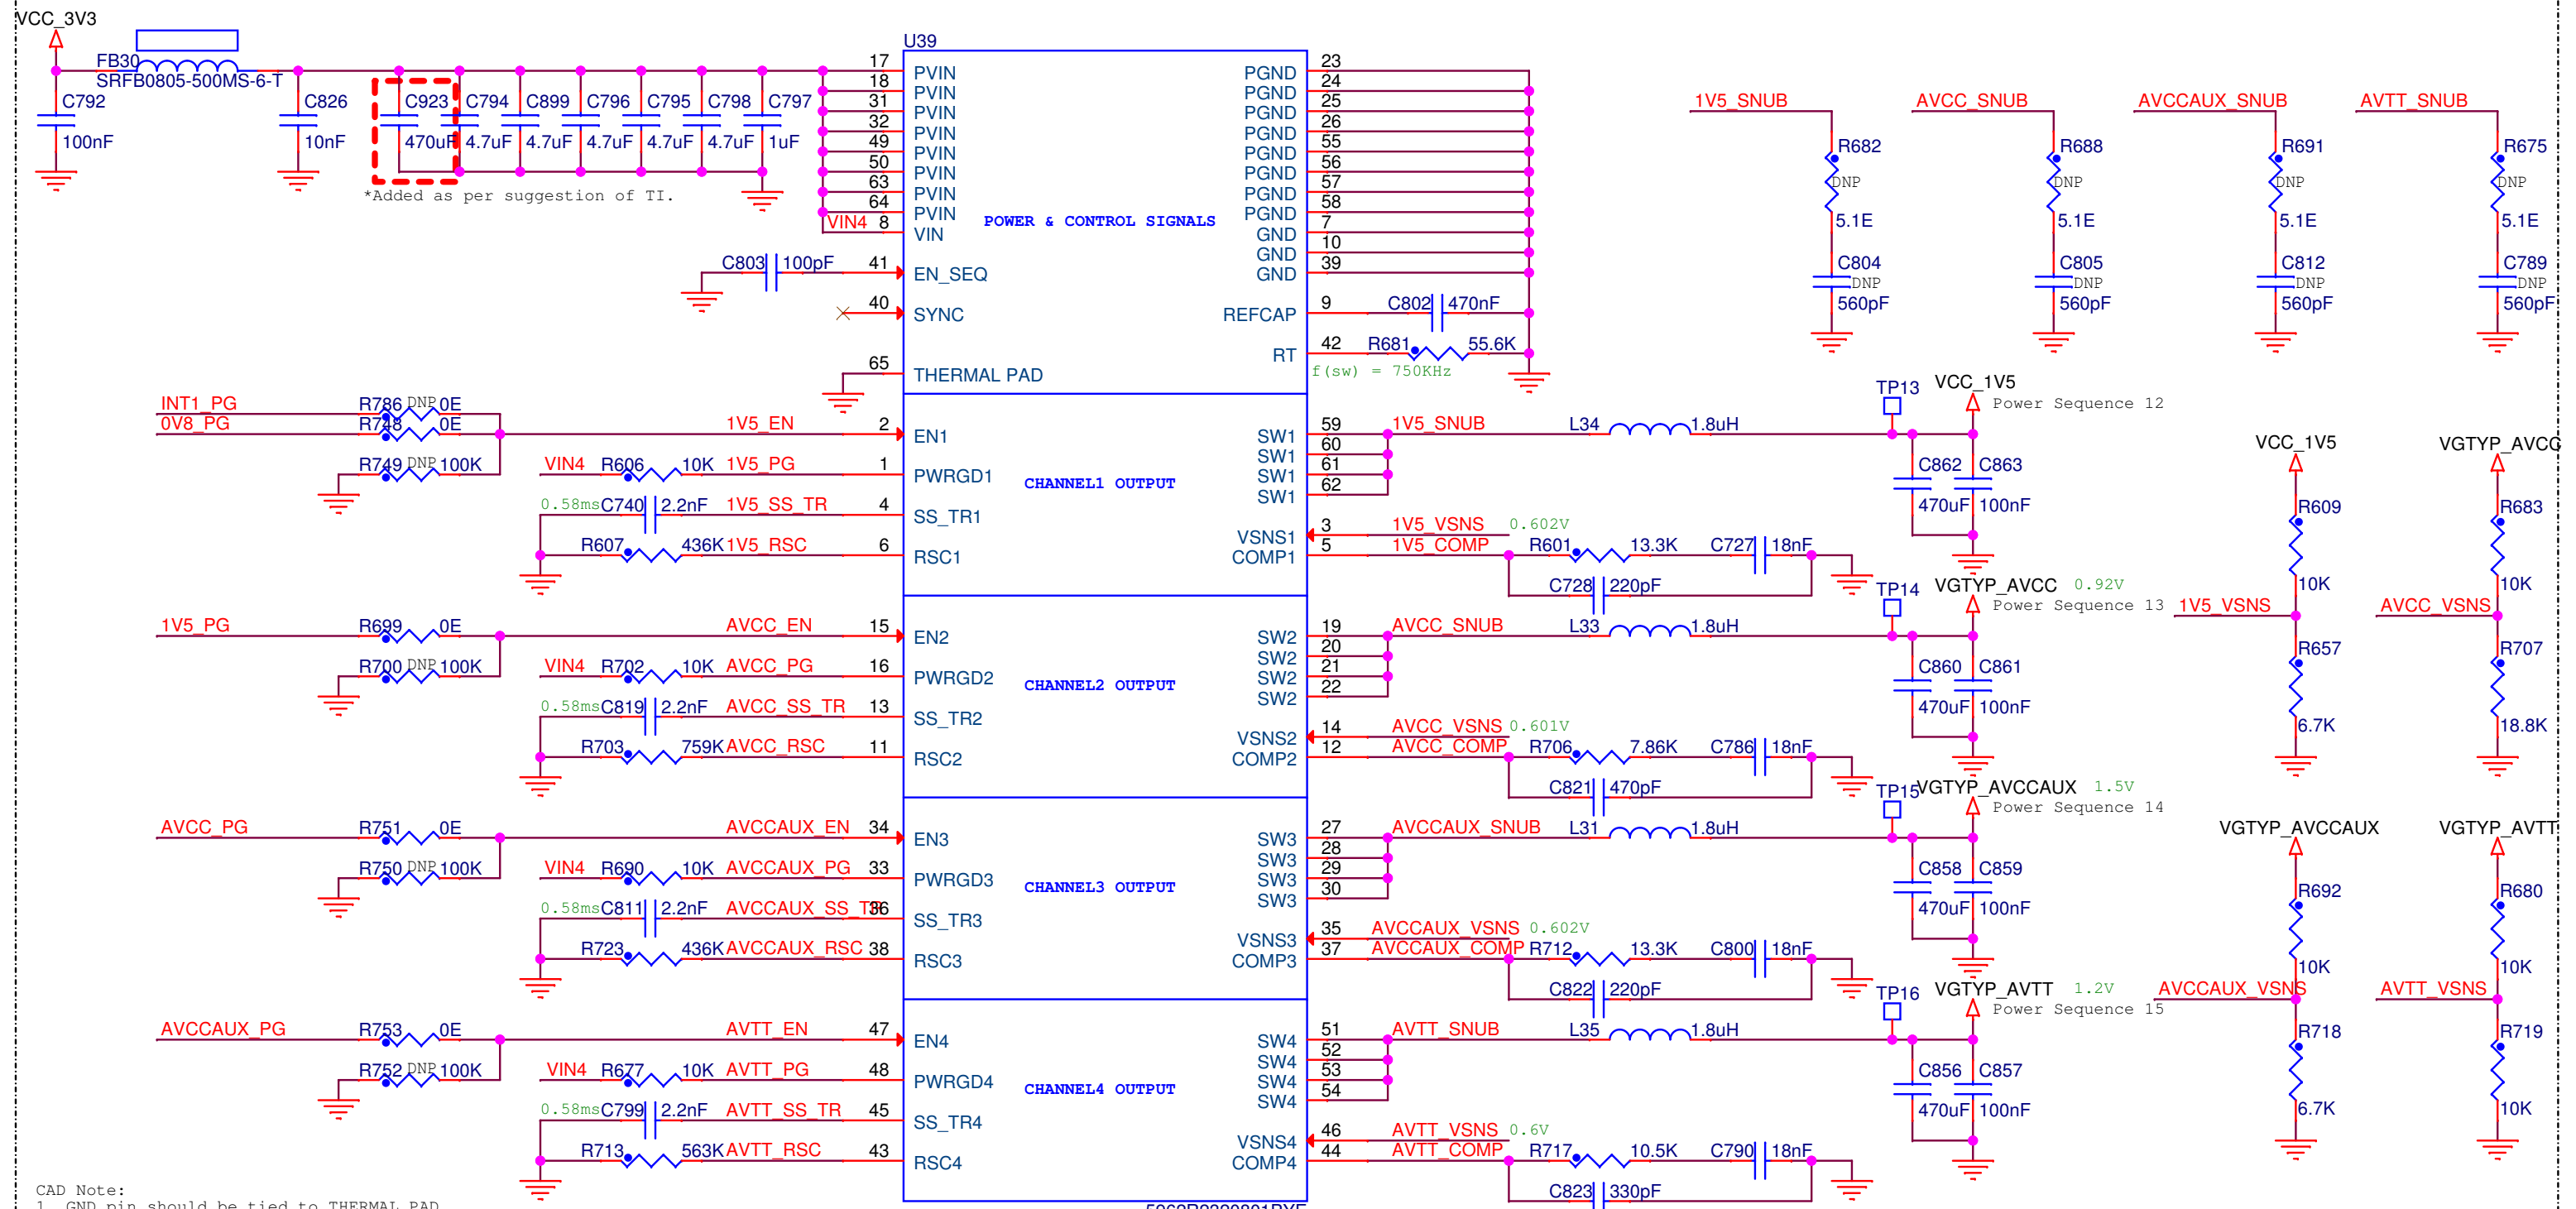 VCC_3V3
FB30
SRFB0805-500MS-6-T
C792
100nF
C826
10nF
C923
470uF
C794
4.7uF
C899
4.7uF
C796
4.7uF
C795
4.7uF
C798
4.7uF
C797
1uF
*Added as per suggestion of TI.
U39
17 PVIN
18 PVIN
31 PVIN
32 PVIN
49 PVIN
50 PVIN
63 PVIN
64 PVIN
VIN4 8 VIN
C803 100pF 41 EN_SEQ
40 SYNC
65 THERMAL PAD
POWER & CONTROL SIGNALS
PGND 23
PGND 24
PGND 25
PGND 26
PGND 55
PGND 56
PGND 57
PGND 58
GND 7
GND 10
GND 39
REFCAP 9 C802 470nF
RT 42 R681 55.6K
f(sw) = 750KHz
1V5_SNUB
R682
DNP
5.1E
C804
DNP
560pF
AVCC_SNUB
R688
DNP
5.1E
C805
DNP
560pF
AVCCAUX_SNUB
R691
DNP
5.1E
C812
DNP
560pF
AVTT_SNUB
R675
DNP
5.1E
C789
DNP
560pF
INT1_PG R786 DNP 0E
0V8_PG R748 0E 1V5_EN 2 EN1
R749 DNP 100K
VIN4 R606 10K 1V5_PG 1 PWRGD1
0.58ms C740 2.2nF 1V5_SS_TR 4 SS_TR1
R607 436K 1V5_RSC 6 RSC1
CHANNEL1 OUTPUT
SW1 59 1V5_SNUB L34 1.8uH
SW1 60
SW1 61
SW1 62
VSNS1 3 1V5_VSNS 0.602V
COMP1 5 1V5_COMP R601 13.3K C727 18nF
C728 220pF
TP13 VCC_1V5
Power Sequence 12
C862 C863
470uF 100nF
1V5_PG R699 0E AVCC_EN 15 EN2
R700 DNP 100K
VIN4 R702 10K AVCC_PG 16 PWRGD2
0.58ms C819 2.2nF AVCC_SS_TR 13 SS_TR2
R703 759K AVCC_RSC 11 RSC2
CHANNEL2 OUTPUT
SW2 19 AVCC_SNUB L33 1.8uH
SW2 20
SW2 21
SW2 22
VSNS2 14 AVCC_VSNS 0.601V
COMP2 12 AVCC_COMP R706 7.86K C786 18nF
C821 470pF
TP14 VGTYP_AVCC 0.92V
Power Sequence 13
C860 C861
470uF 100nF
AVCC_PG R751 0E AVCCAUX_EN 34 EN3
R750 DNP 100K
VIN4 R690 10K AVCCAUX_PG 33 PWRGD3
0.58ms C811 2.2nF AVCCAUX_SS_TR 36 SS_TR3
R723 436K AVCCAUX_RSC 38 RSC3
CHANNEL3 OUTPUT
SW3 27 AVCCAUX_SNUB L31 1.8uH
SW3 28
SW3 29
SW3 30
VSNS3 35 AVCCAUX_VSNS 0.602V
COMP3 37 AVCCAUX_COMP R712 13.3K C800 18nF
C822 220pF
TP15 VGTYP_AVCCAUX 1.5V
Power Sequence 14
C858 C859
470uF 100nF
AVCCAUX_PG R753 0E AVTT_EN 47 EN4
R752 DNP 100K
VIN4 R677 10K AVTT_PG 48 PWRGD4
0.58ms C799 2.2nF AVTT_SS_TR 45 SS_TR4
R713 563K AVTT_RSC 43 RSC4
CHANNEL4 OUTPUT
SW4 51 AVTT_SNUB L35 1.8uH
SW4 52
SW4 53
SW4 54
VSNS4 46 AVTT_VSNS 0.6V
COMP4 44 AVTT_COMP R717 10.5K C790 18nF
C823 330pF
TP16 VGTYP_AVTT 1.2V
Power Sequence 15
C856 C857
470uF 100nF
VCC_1V5
R609
10K
1V5_VSNS
R657
6.7K
VGTYP_AVCC
R683
10K
AVCC_VSNS
R707
18.8K
VGTYP_AVCCAUX
R692
10K
AVCCAUX_VSNS
R718
6.7K
VGTYP_AVTT
R680
10K
AVTT_VSNS
R719
10K
CAD Note:
1. GND pin should be tied to THERMAL PAD